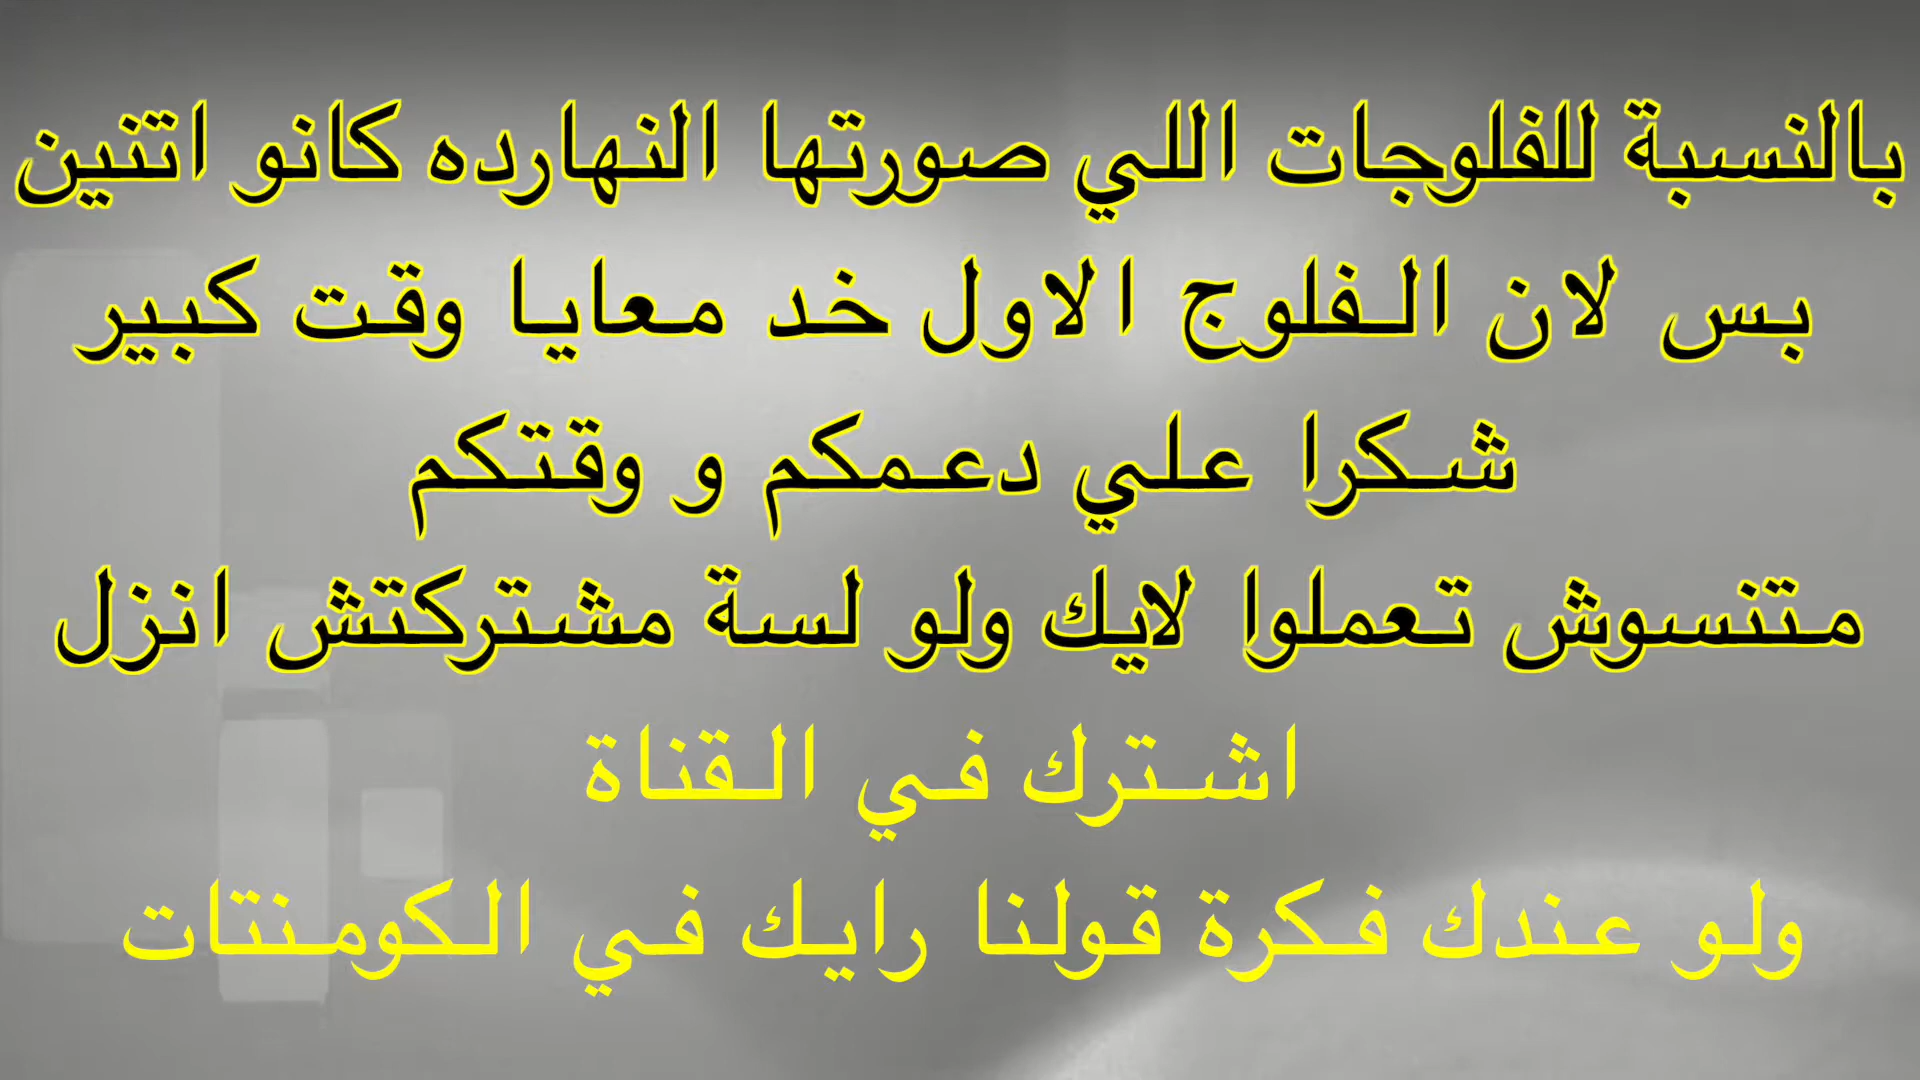 بالنسبة للفلوجات اللي صورتها النهارده كانو اتنين
بس لان الفلوج الاول خد معايا وقت كبير
شكرا علي دعمكم و وقتكم
متنسوش تعملوا لايك ولو لسة مشتركتش انزل
اشترك في القناة
ولو عندك فكرة قولنا رايك في الكومنتات